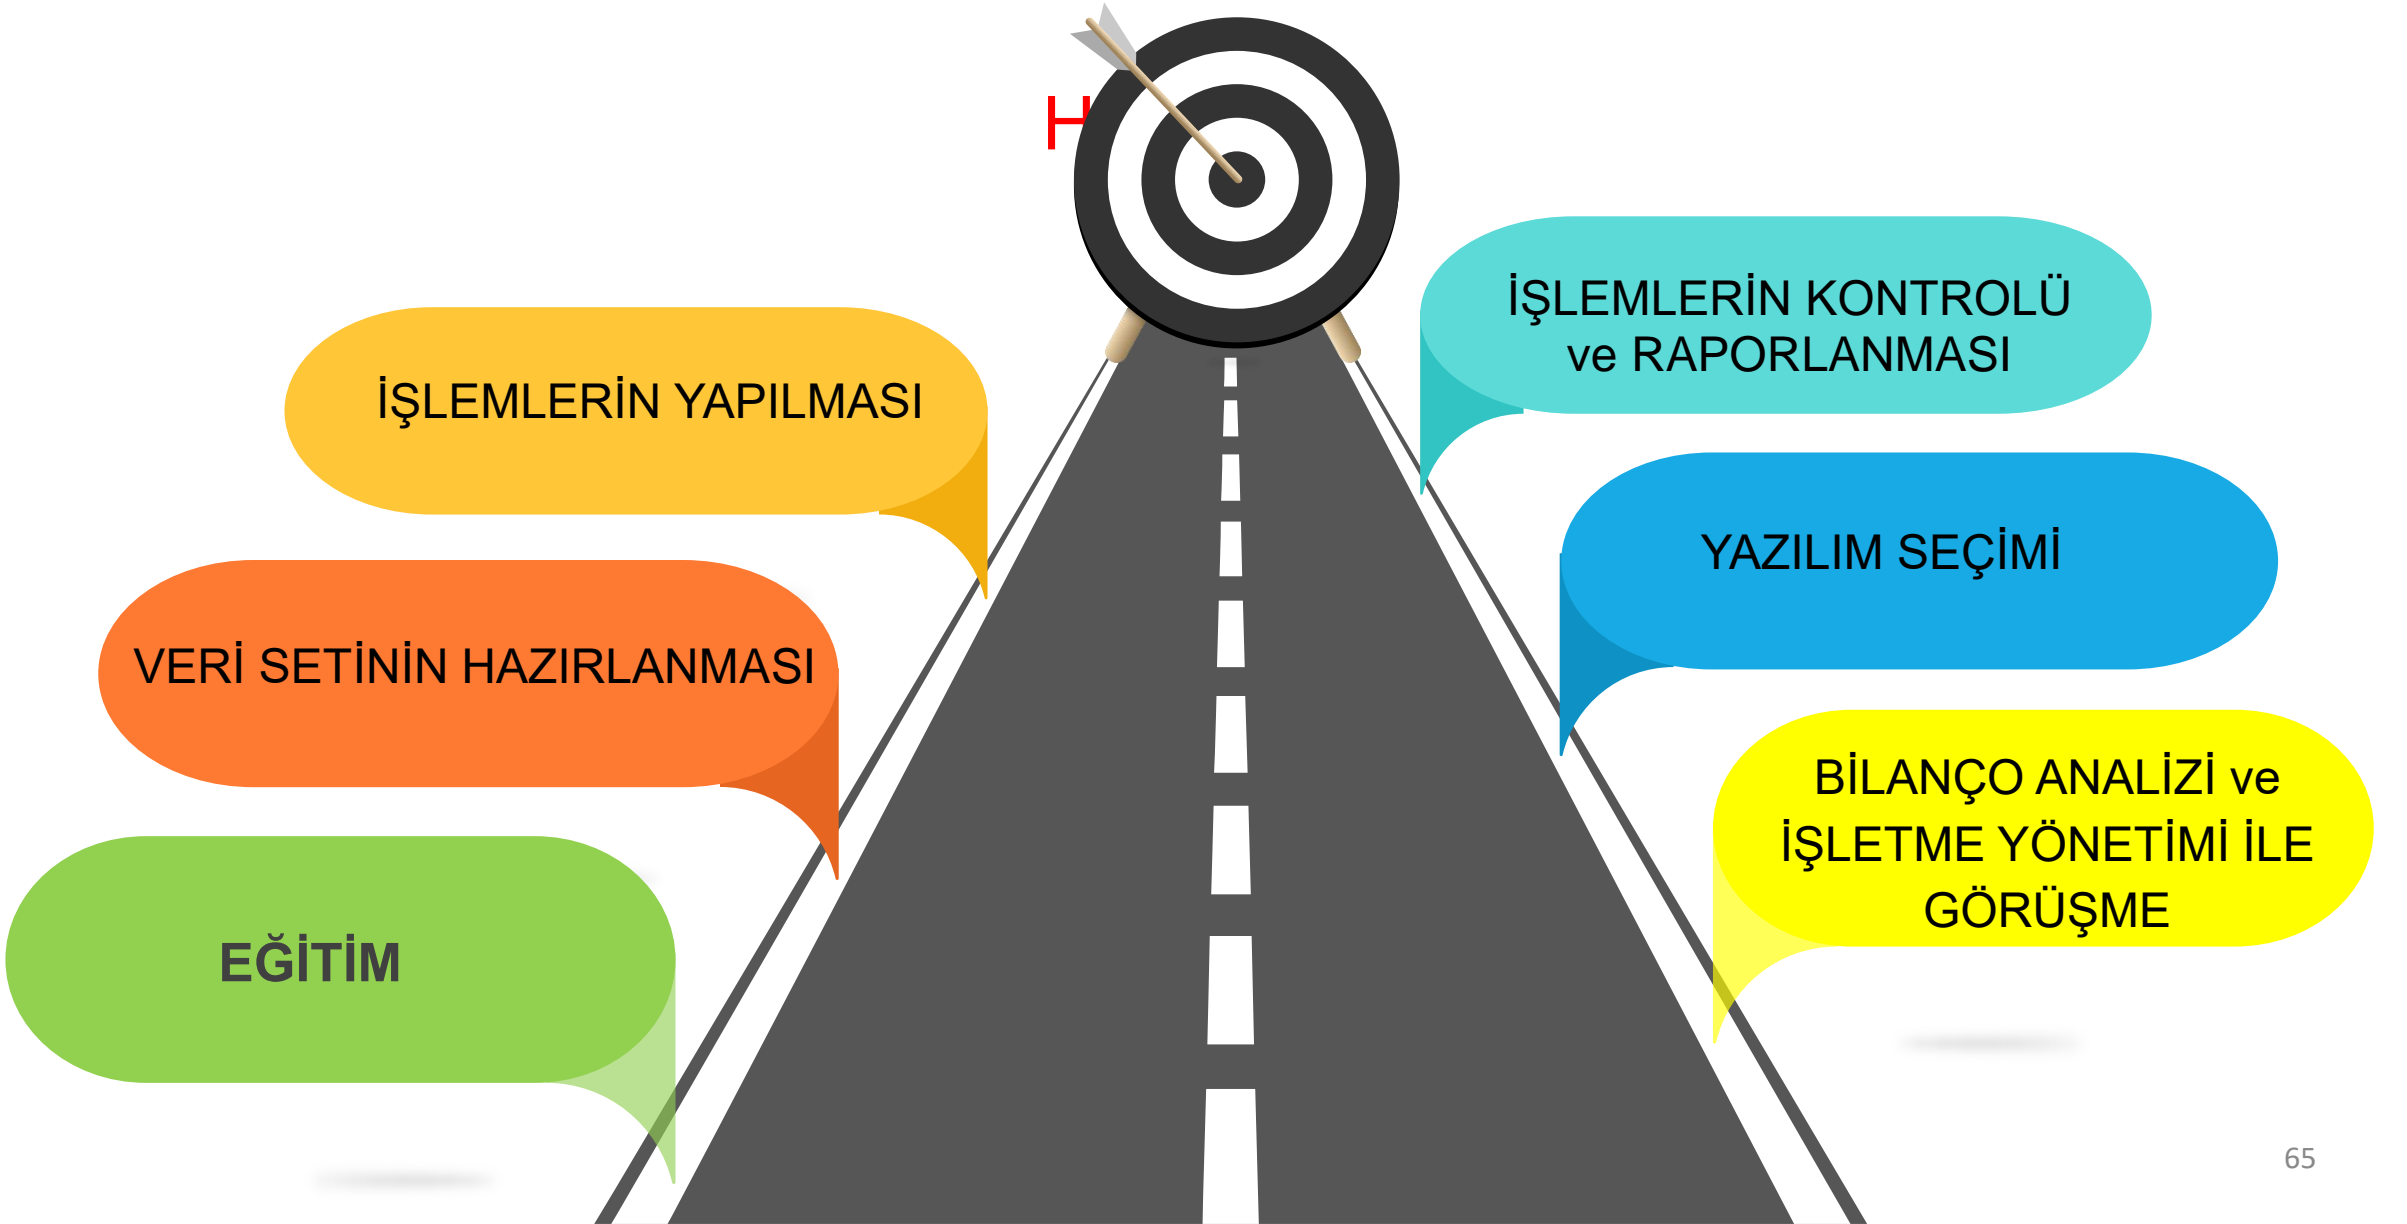 H
İŞLEMLERİN KONTROLÜ
ve RAPORLANMASI
İŞLEMLERİN YAPILMASI
YAZILIM SEÇİMİ
VERİ SETİNİN HAZIRLANMASI
BİLANÇO ANALİZİ ve
İŞLETME YÖNETİMİ İLE
GÖRÜŞME
EĞİTİM
65